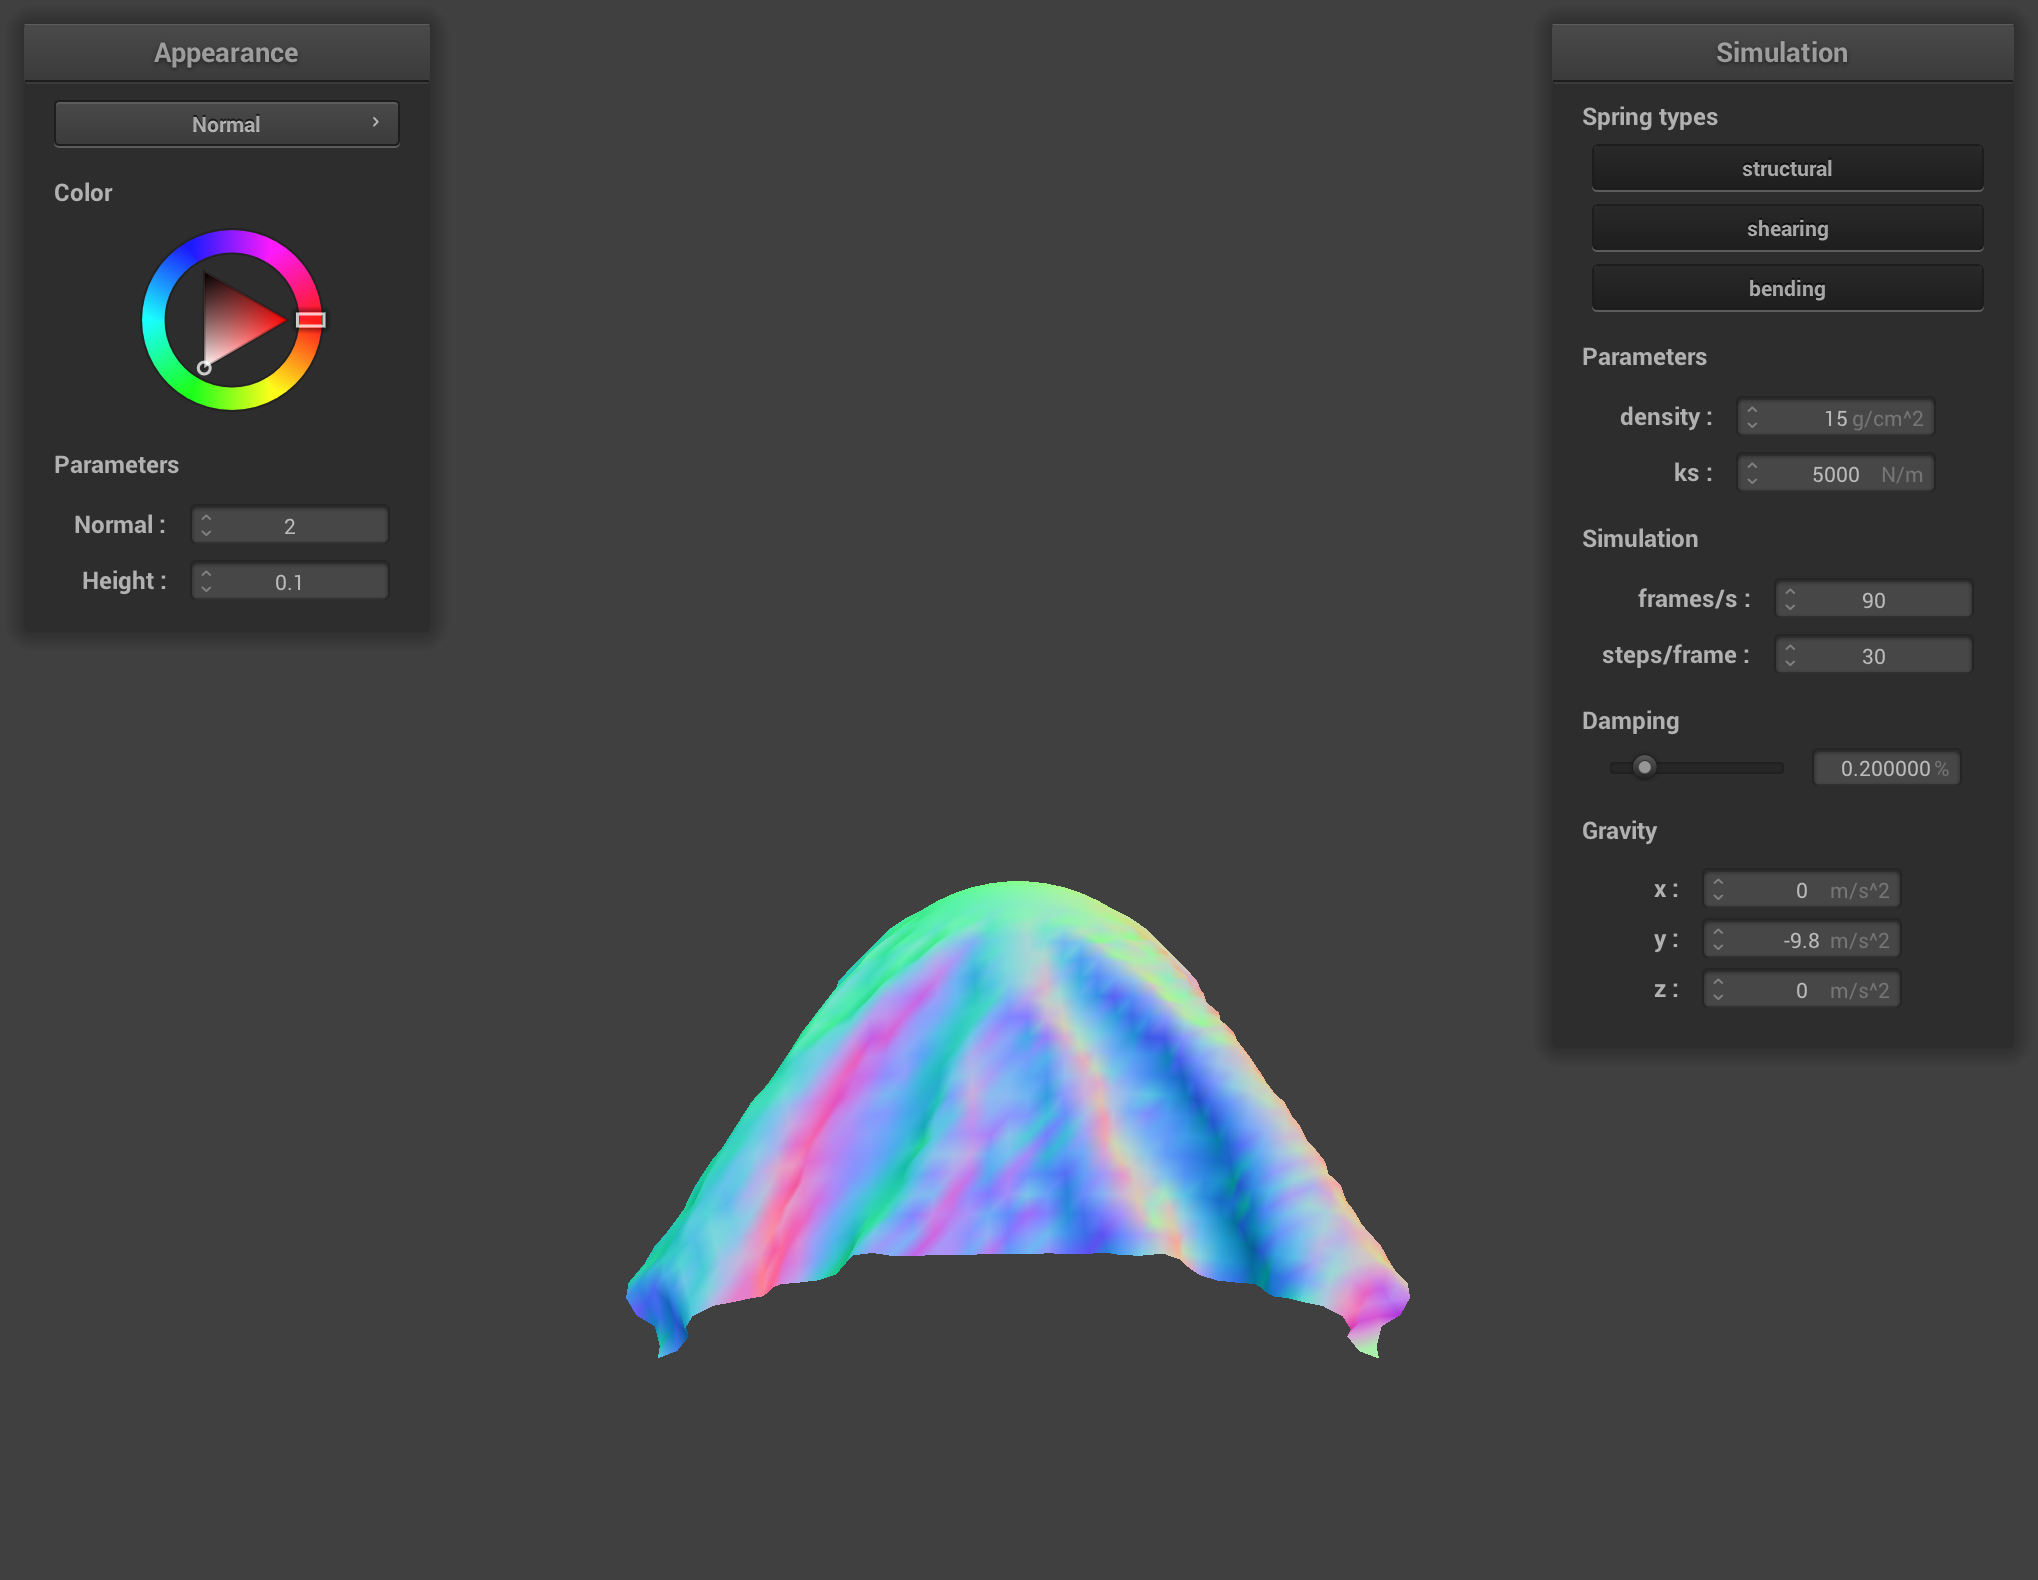 Appearance
Normal
Color
Parameters
Normal : 2
Height : 0.1
Simulation
Spring types
structural
shearing
bending
Parameters
density : 15 g/cm^2
ks : 5000 N/m
Simulation
frames/s : 90
steps/frame : 30
Damping
0.200000 %
Gravity
x : 0 m/s^2
y : -9.8 m/s^2
z : 0 m/s^2